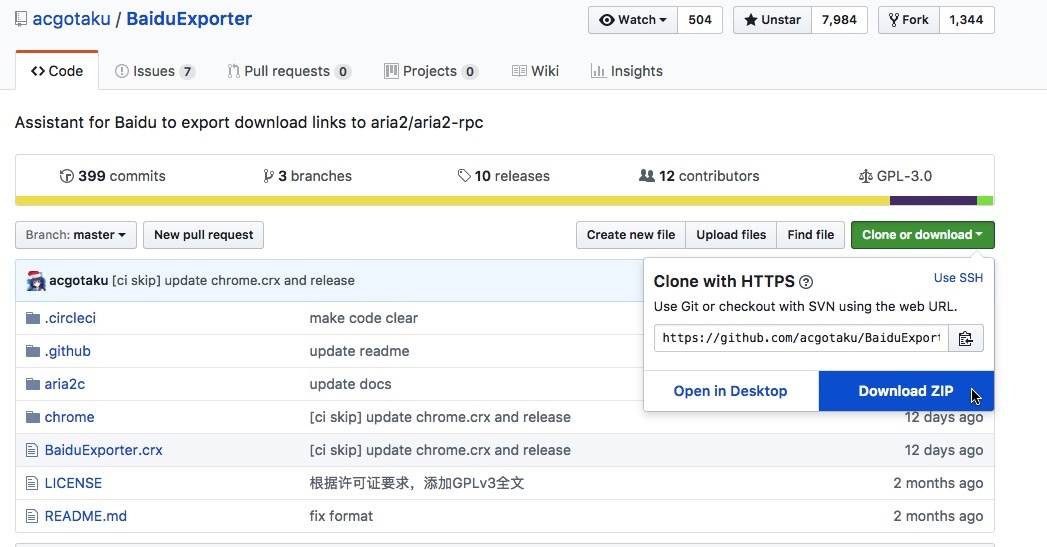 acgotaku / BaiduExporter
Watch 504 Unstar 7,984 Fork 1,344
Code Issues 7 Pull requests 0 Projects 0 Wiki Insights
Assistant for Baidu to export download links to aria2/aria2-rpc
399 commits 3 branches 10 releases 12 contributors GPL-3.0
Branch: master New pull request Create new file Upload files Find file Clone or download
acgotaku [ci skip] update chrome.crx and release
Clone with HTTPS Use SSH
Use Git or checkout with SVN using the web URL.
https://github.com/acgotaku/BaiduExport
Open in Desktop Download ZIP
.circleci make code clear
.github update readme
aria2c update docs
chrome [ci skip] update chrome.crx and release 12 days ago
BaiduExporter.crx [ci skip] update chrome.crx and release 12 days ago
LICENSE 根据许可证要求，添加GPLv3全文 2 months ago
README.md fix format 2 months ago